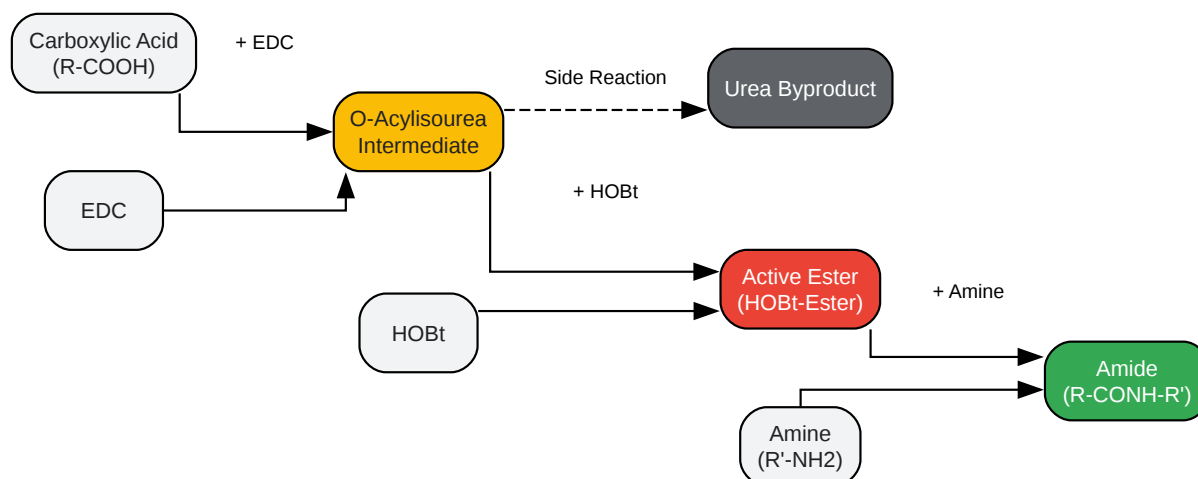 Carboxylic Acid
(R-COOH)
+ EDC
Side Reaction
Urea Byproduct
O-Acylisourea
Intermediate
EDC
+ HOBt
Active Ester
(HOBt-Ester)
+ Amine
HOBt
Amide
(R-CONH-R')
Amine
(R'-NH2)